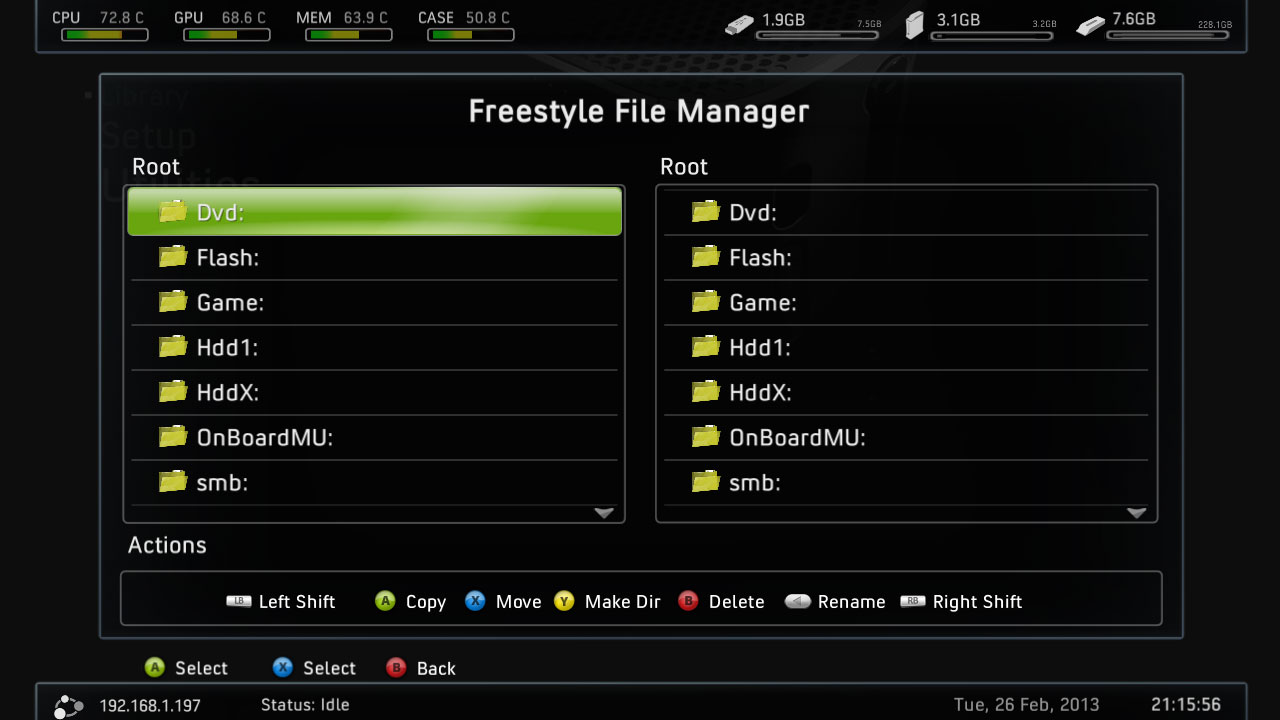 CPU 72.8 C GPU 68.6 C MEM 63.9 C CASE 50.8 C 1.9GB 7.5GB 3.1GB 3.2GB 7.6GB 228.1GB
Library
Setup
Utilities
Freestyle File Manager
Root
Dvd:
Flash:
Game:
Hdd1:
HddX:
OnBoardMU:
smb:
Root
Dvd:
Flash:
Game:
Hdd1:
HddX:
OnBoardMU:
smb:
Actions
LB Left Shift A Copy X Move Y Make Dir B Delete Rename RB Right Shift
A Select X Select B Back
192.168.1.197 Status: Idle Tue, 26 Feb, 2013 21:15:56